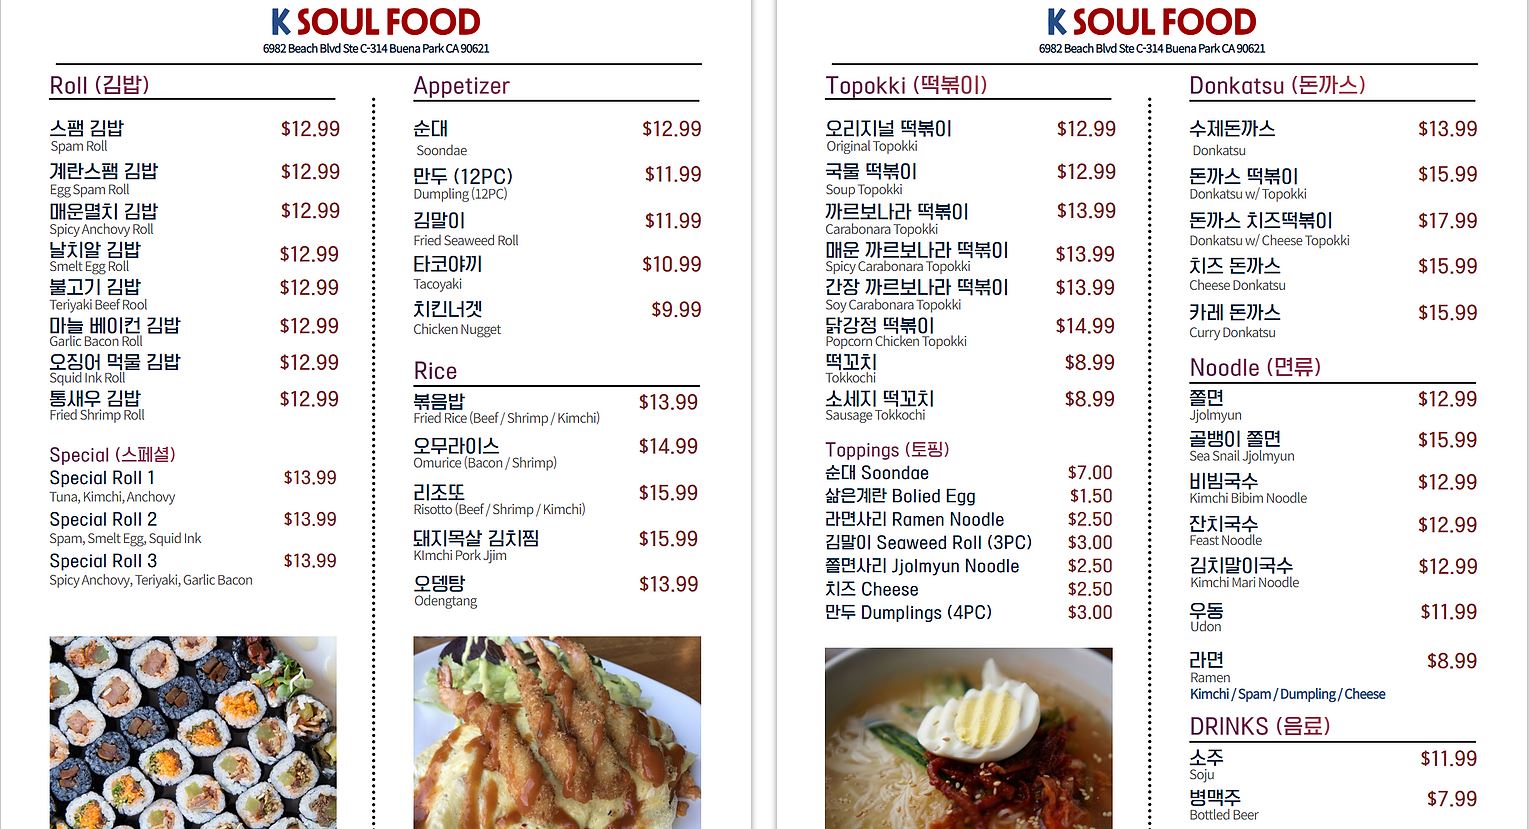 K SOUL FOOD
6982 Beach Blvd Ste C-314 Buena Park CA 90621
Roll (김밥)
스팸 김밥 $12.99
Spam Roll
계란스팸 김밥 $12.99
Egg Spam Roll
매운멸치 김밥 $12.99
Spicy Anchovy Roll
날치알 김밥 $12.99
Smelt Egg Roll
불고기 김밥 $12.99
Teriyaki Beef Rool
마늘 베이컨 김밥 $12.99
Garlic Bacon Roll
오징어 먹물 김밥 $12.99
Squid Ink Roll
통새우 김밥 $12.99
Fried Shrimp Roll
Special (스페셜)
Special Roll 1 $13.99
Tuna, Kimchi, Anchovy
Special Roll 2 $13.99
Spam, Smelt Egg, Squid Ink
Special Roll 3 $13.99
Spicy Anchovy, Teriyaki, Garlic Bacon
Appetizer
순대 $12.99
Soondae
만두 (12PC) $11.99
Dumpling (12PC)
김말이 $11.99
Fried Seaweed Roll
타코야끼 $10.99
Tacoyaki
치킨너겟 $9.99
Chicken Nugget
Rice
볶음밥 $13.99
Fried Rice (Beef / Shrimp / Kimchi)
오무라이스 $14.99
Omurice (Bacon / Shrimp)
리조또 $15.99
Risotto (Beef / Shrimp / Kimchi)
돼지목살 김치찜 $15.99
KImchi Pork Jjim
오뎅탕 $13.99
Odengtang
K SOUL FOOD
6982 Beach Blvd Ste C-314 Buena Park CA 90621
Topokki (떡볶이)
오리지널 떡볶이 $12.99
Original Topokki
국물 떡볶이 $12.99
Soup Topokki
까르보나라 떡볶이 $13.99
Carabonara Topokki
매운 까르보나라 떡볶이 $13.99
Spicy Carabonara Topokki
간장 까르보나라 떡볶이 $13.99
Soy Carabonara Topokki
닭강정 떡볶이 $14.99
Popcorn Chicken Topokki
떡꼬치 $8.99
Tokkochi
소세지 떡꼬치 $8.99
Sausage Tokkochi
Toppings (토핑)
순대 Soondae $7.00
삶은계란 Bolied Egg $1.50
라면사리 Ramen Noodle $2.50
김말이 Seaweed Roll (3PC) $3.00
쫄면사리 Jjolmyun Noodle $2.50
치즈 Cheese $2.50
만두 Dumplings (4PC) $3.00
Donkatsu (돈까스)
수제돈까스 $13.99
Donkatsu
돈까스 떡볶이 $15.99
Donkatsu w/ Topokki
돈까스 치즈떡볶이 $17.99
Donkatsu w/ Cheese Topokki
치즈 돈까스 $15.99
Cheese Donkatsu
카레 돈까스 $15.99
Curry Donkatsu
Noodle (면류)
쫄면 $12.99
Jjolmyun
골뱅이 쫄면 $15.99
Sea Snail Jjolmyun
비빔국수 $12.99
Kimchi Bibim Noodle
잔치국수 $12.99
Feast Noodle
김치말이국수 $12.99
Kimchi Mari Noodle
우동 $11.99
Udon
라면 $8.99
Ramen
Kimchi / Spam / Dumpling / Cheese
DRINKS (음료)
소주 $11.99
Soju
병맥주 $7.99
Bottled Beer